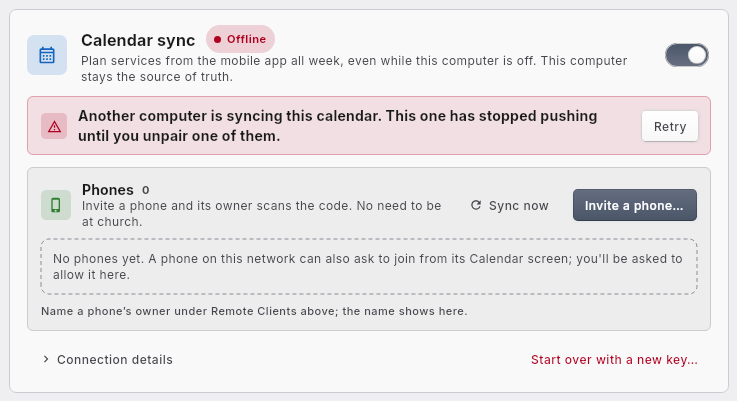 Calendar sync
Offline
Plan services from the mobile app all week, even while this computer is off. This computer
stays the source of truth.
Another computer is syncing this calendar. This one has stopped pushing
until you unpair one of them.
Retry
Phones 0
Invite a phone and its owner scans the code. No need to be
at church.
Sync now
Invite a phone...
No phones yet. A phone on this network can also ask to join from its Calendar screen; you'll be asked to
allow it here.
Name a phone's owner under Remote Clients above; the name shows here.
Connection details
Start over with a new key...